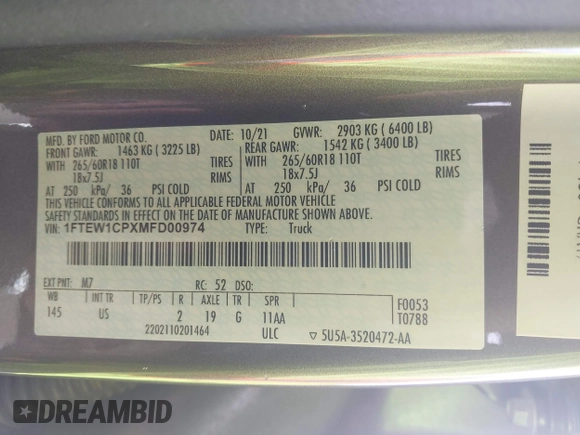 MFD. BY FORD MOTOR CO.
DATE: 10/21 GVWR: 2903 KG ( 6400 LB)
FRONT GAWR: 1463 KG ( 3225 LB)
REAR GAWR: 1542 KG ( 3400 LB)
WITH 265/60R18 110T TIRES
18x7.5J RIMS
WITH 265/60R18 110T TIRES
18x7.5J RIMS
AT 250 kPa/ 36 PSI COLD
AT 250 kPa/ 36 PSI COLD
THIS VEHICLE CONFORMS TO ALL APPLICABLE FEDERAL MOTOR VEHICLE
SAFETY STANDARDS IN EFFECT ON THE DATE OF MANUFACTURE SHOWN ABOVE.
VIN: 1FTEW1CPXMFD00974 TYPE: Truck
EXT PNT: M7 RC: 52 DSO:
WB INT TR TP/PS R AXLE TR SPR
145 US 2 19 G 11AA
F0053
T0788
2202110201464 ULC ▽ 5U5A-3520472-AA
DREAMBID